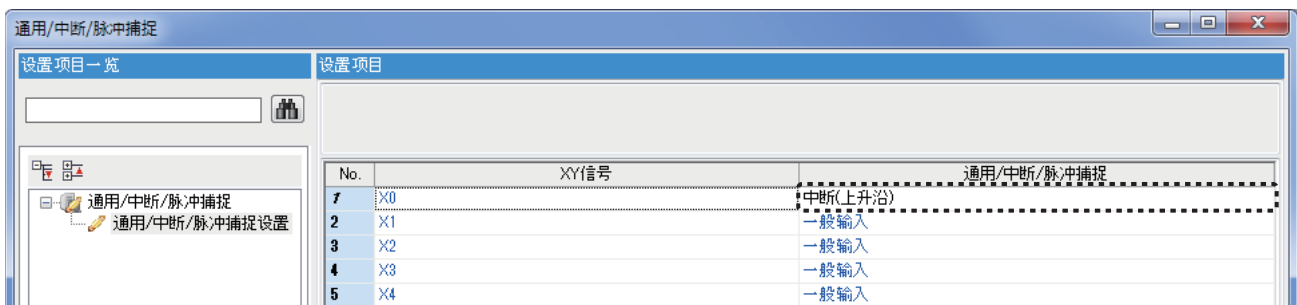 通用/中断/脉冲捕捉
设置项目一览
设置项目
No. XY信号 通用/中断/脉冲捕捉
通用/中断/脉冲捕捉
通用/中断/脉冲捕捉设置
1 X0 中断(上升沿)
2 X1 一般输入
3 X2 一般输入
4 X3 一般输入
5 X4 一般输入